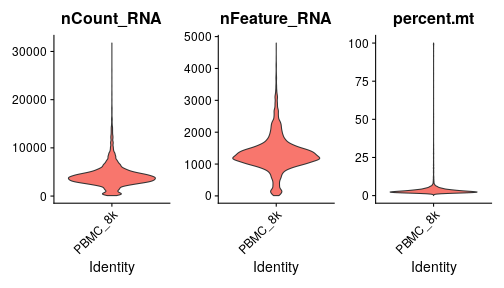 nCount_RNA
30000
20000
10000
0
PBMC_8k
Identity
nFeature_RNA
5000
4000
3000
2000
1000
0
PBMC_8k
Identity
percent.mt
100
75
50
25
0
PBMC_8k
Identity